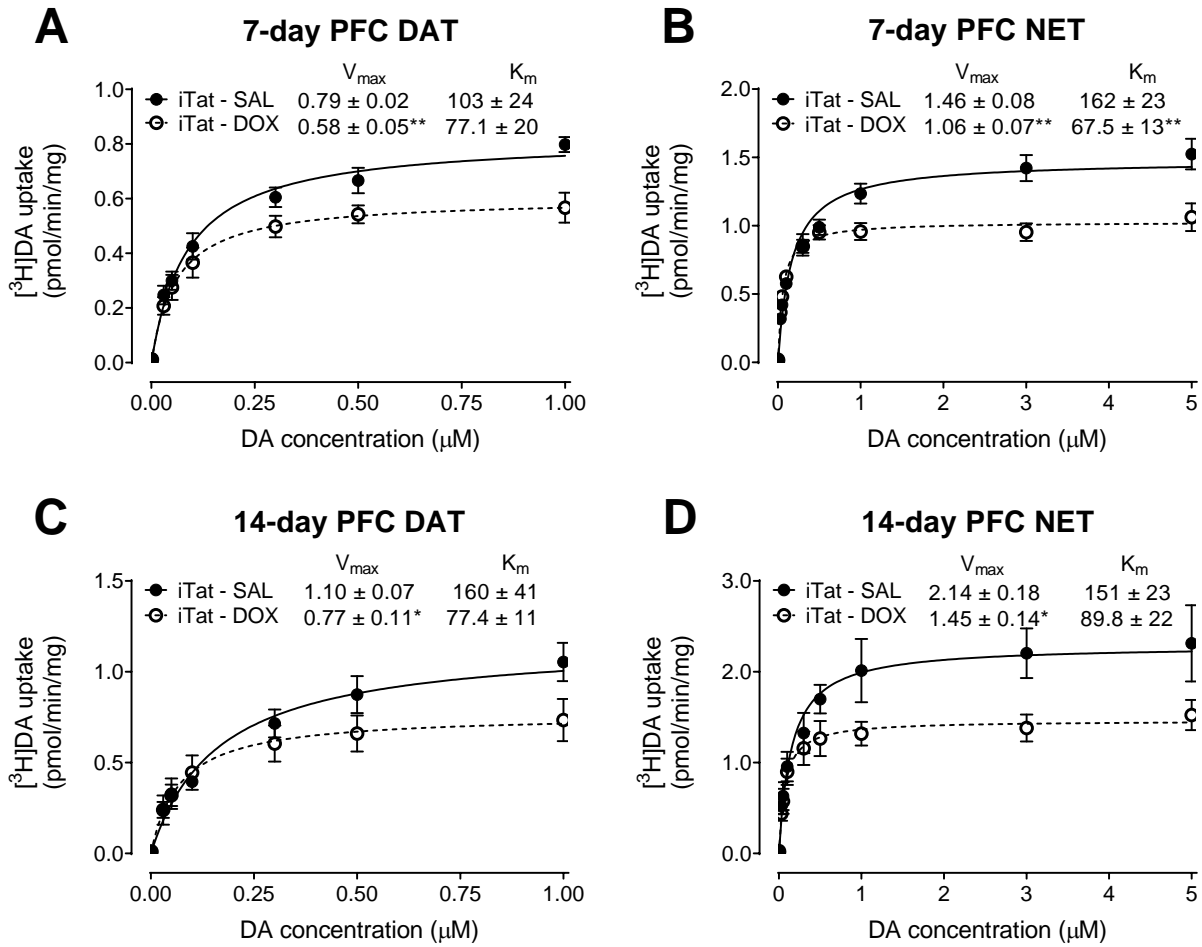 A
7-day PFC DAT
Vmax Km
iTat - SAL 0.79 ± 0.02 103 ± 24
iTat - DOX 0.58 ± 0.05** 77.1 ± 20
1.0
0.8
0.6
0.4
0.2
0.0
[³H]DA uptake
(pmol/min/mg)
0.00 0.25 0.50 0.75 1.00
DA concentration (μM)
B
7-day PFC NET
Vmax Km
iTat - SAL 1.46 ± 0.08 162 ± 23
iTat - DOX 1.06 ± 0.07** 67.5 ± 13**
2.0
1.5
1.0
0.5
0.0
[³H]DA uptake
(pmol/min/mg)
0 1 2 3 4 5
DA concentration (μM)
C
14-day PFC DAT
Vmax Km
iTat - SAL 1.10 ± 0.07 160 ± 41
iTat - DOX 0.77 ± 0.11* 77.4 ± 11
1.5
1.0
0.5
0.0
[³H]DA uptake
(pmol/min/mg)
0.00 0.25 0.50 0.75 1.00
DA concentration (μM)
D
14-day PFC NET
Vmax Km
iTat - SAL 2.14 ± 0.18 151 ± 23
iTat - DOX 1.45 ± 0.14* 89.8 ± 22
3.0
2.0
1.0
0.0
[³H]DA uptake
(pmol/min/mg)
0 1 2 3 4 5
DA concentration (μM)